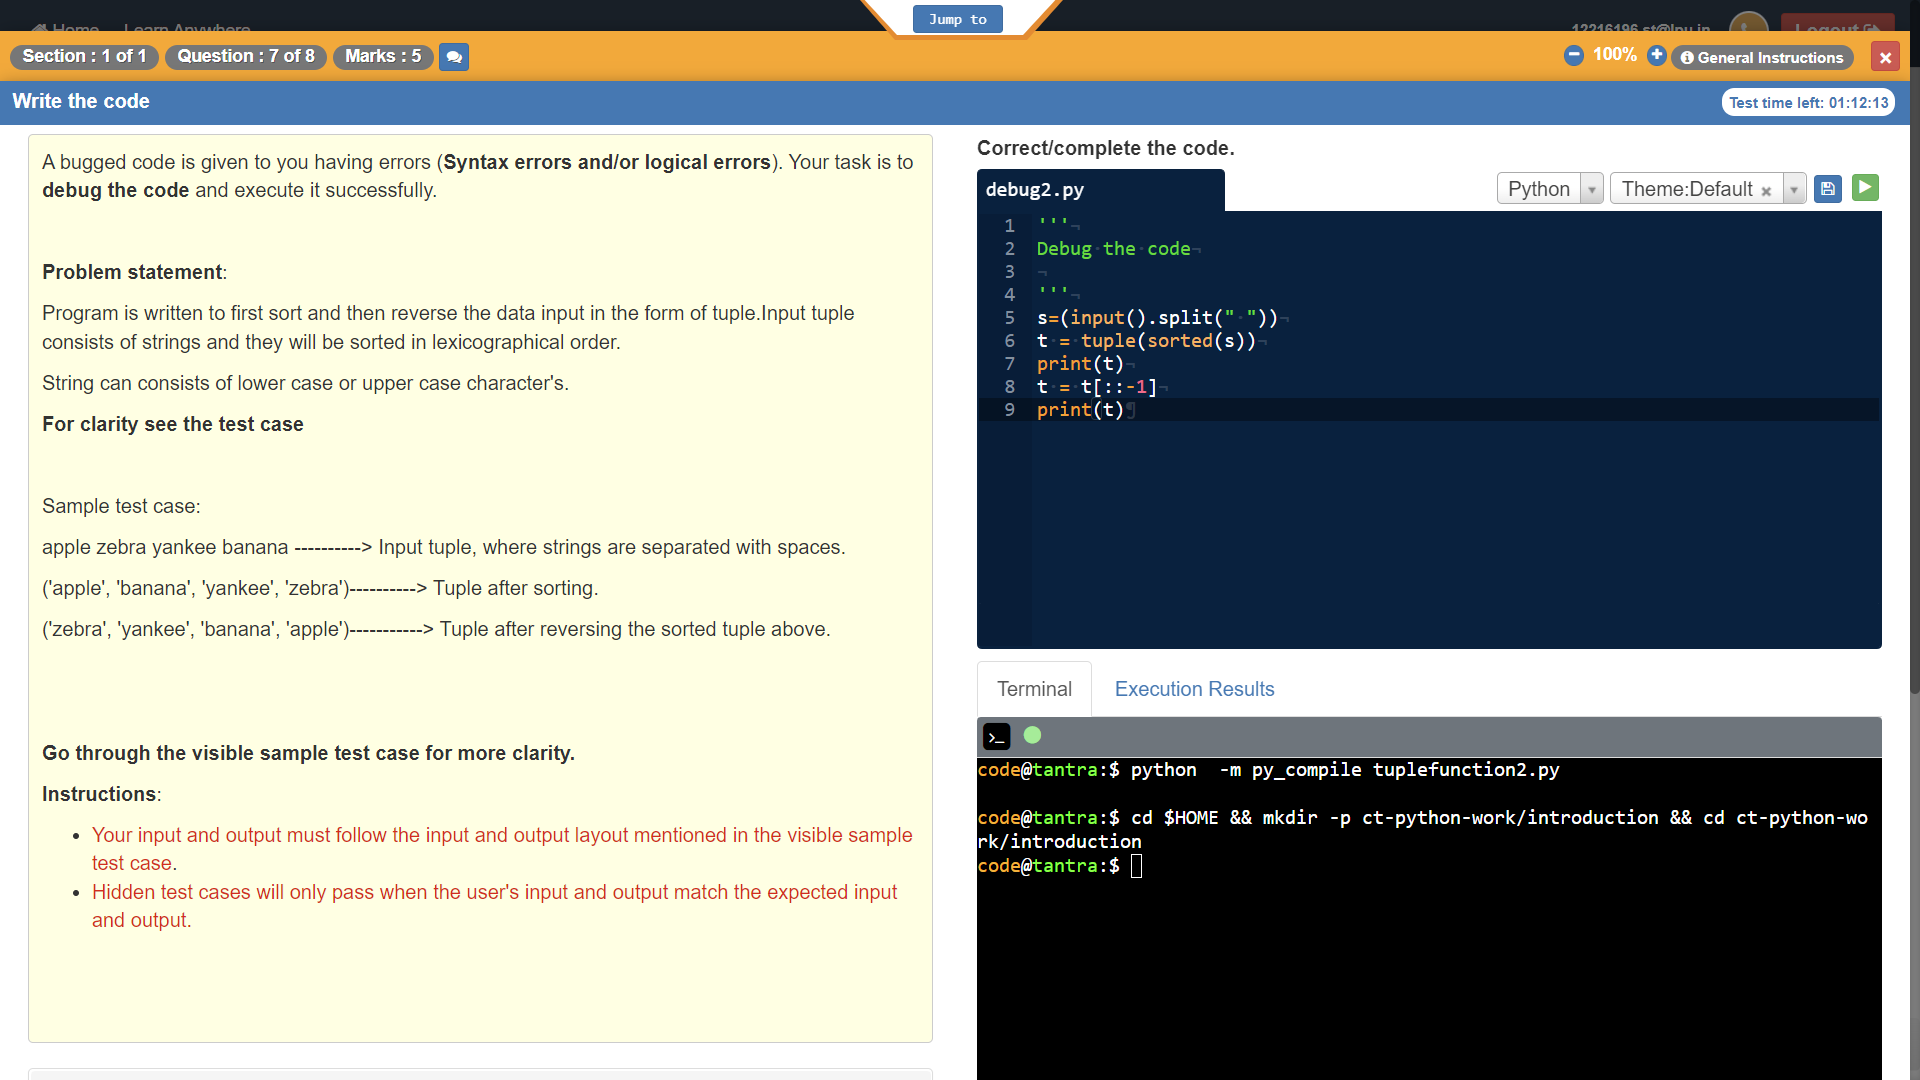 Home Learn Anywhere
Jump to
12216196.st@lpu.in
Logout
Section : 1 of 1 Question : 7 of 8 Marks : 5
100% General Instructions
Write the code
Test time left: 01:12:13
A bugged code is given to you having errors (Syntax errors and/or logical errors). Your task is to
debug the code and execute it successfully.
Problem statement:
Program is written to first sort and then reverse the data input in the form of tuple.Input tuple
consists of strings and they will be sorted in lexicographical order.
String can consists of lower case or upper case character's.
For clarity see the test case
Sample test case:
apple zebra yankee banana ----------> Input tuple, where strings are separated with spaces.
('apple', 'banana', 'yankee', 'zebra')----------> Tuple after sorting.
('zebra', 'yankee', 'banana', 'apple')-----------> Tuple after reversing the sorted tuple above.
Go through the visible sample test case for more clarity.
Instructions:
• Your input and output must follow the input and output layout mentioned in the visible sample
test case.
• Hidden test cases will only pass when the user's input and output match the expected input
and output.
Correct/complete the code.
debug2.py
Python
Theme:Default ×
1 '''
2 Debug the code
3
4 '''
5 s=(input().split(" "))
6 t = tuple(sorted(s))
7 print(t)
8 t = t[::-1]
9 print(t)
Terminal Execution Results
code@tantra:$ python  -m py_compile tuplefunction2.py
code@tantra:$ cd $HOME && mkdir -p ct-python-work/introduction && cd ct-python-wo
rk/introduction
code@tantra:$